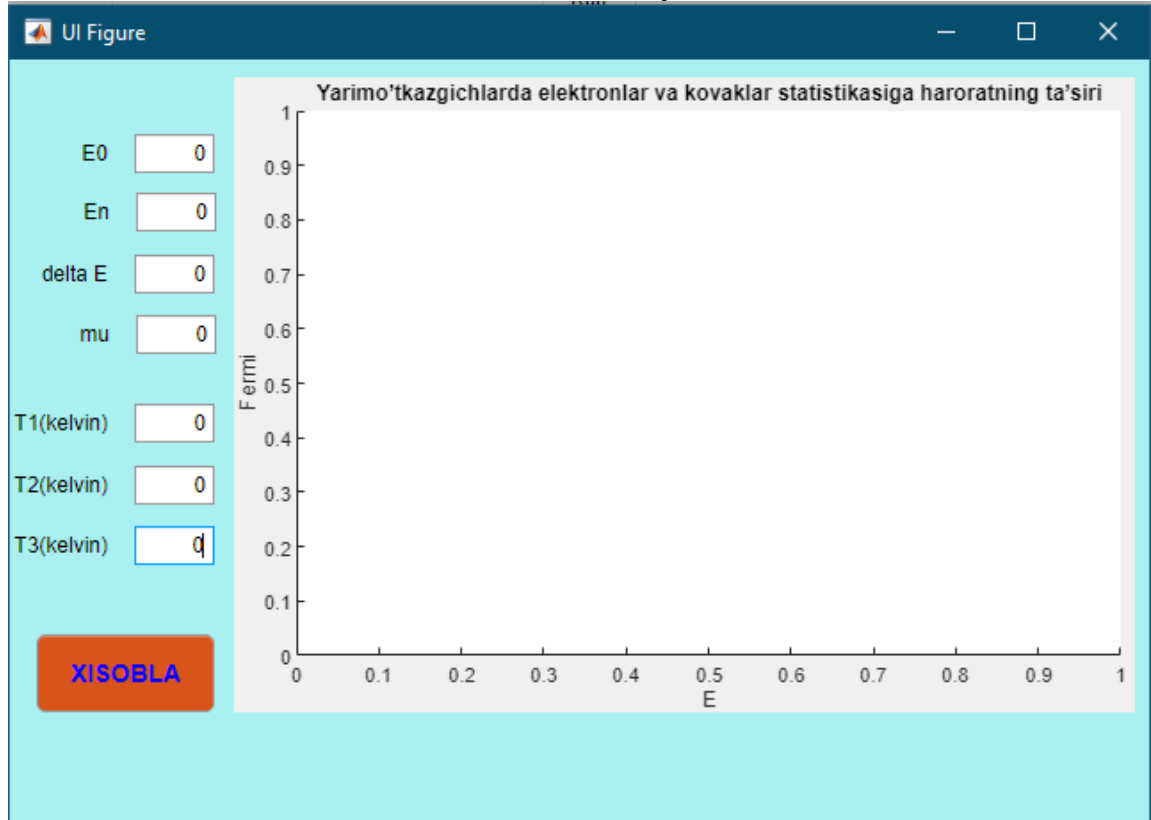 UI Figure
Yarimo'tkazgichlarda elektronlar va kovaklar statistikasiga haroratning ta'siri
E0 0
En 0
delta E 0
mu 0
T1(kelvin) 0
T2(kelvin) 0
T3(kelvin) 0
XISOBLA
Fermi
1
0.9
0.8
0.7
0.6
0.5
0.4
0.3
0.2
0.1
0
0 0.1 0.2 0.3 0.4 0.5 0.6 0.7 0.8 0.9 1
E